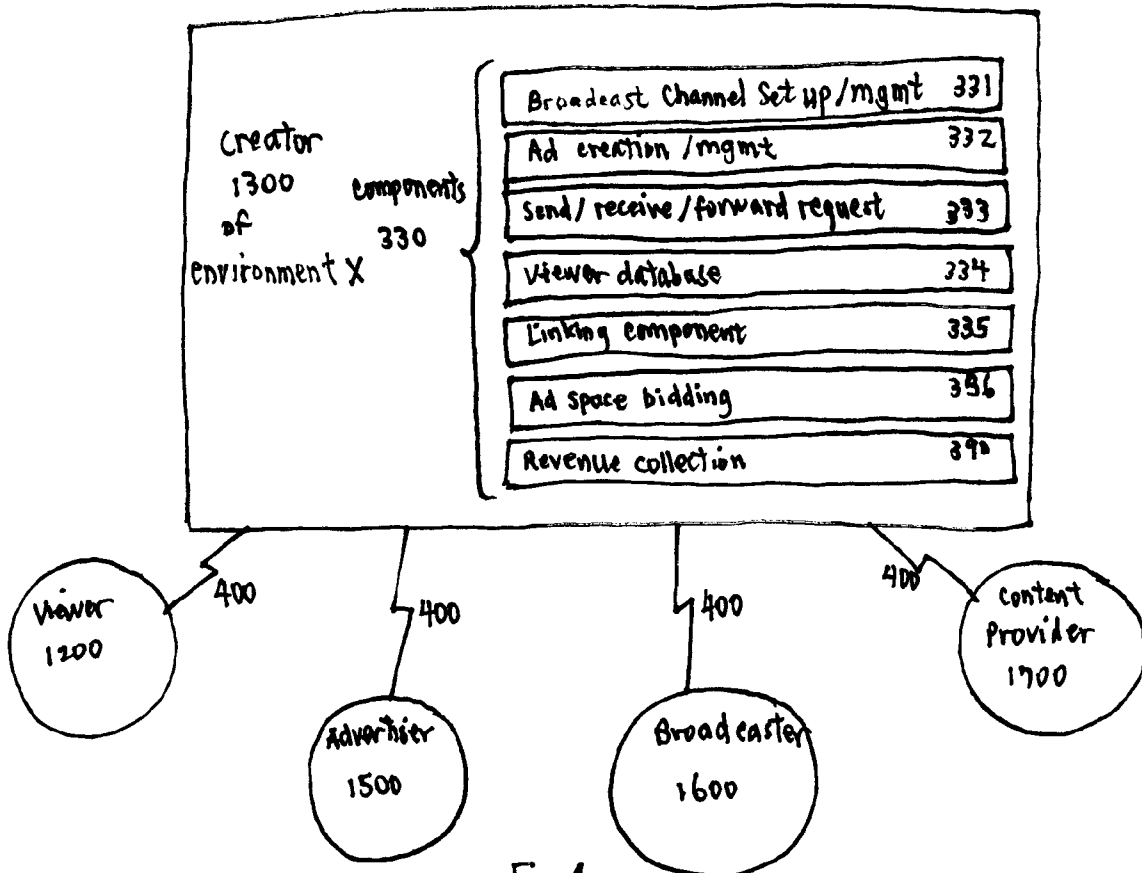 Broadcast Channel Set up/mgmt 331
Ad creation/mgmt 332
Send/receive/forward request 333
Viewer database 334
Linking component 335
Ad space bidding
Revenue collection
creator
1300
of
environment X
components
330
400
400
400
400
Viewer
1200
Advertiser
1500
Broadcaster
1600
Content
Provider
1700